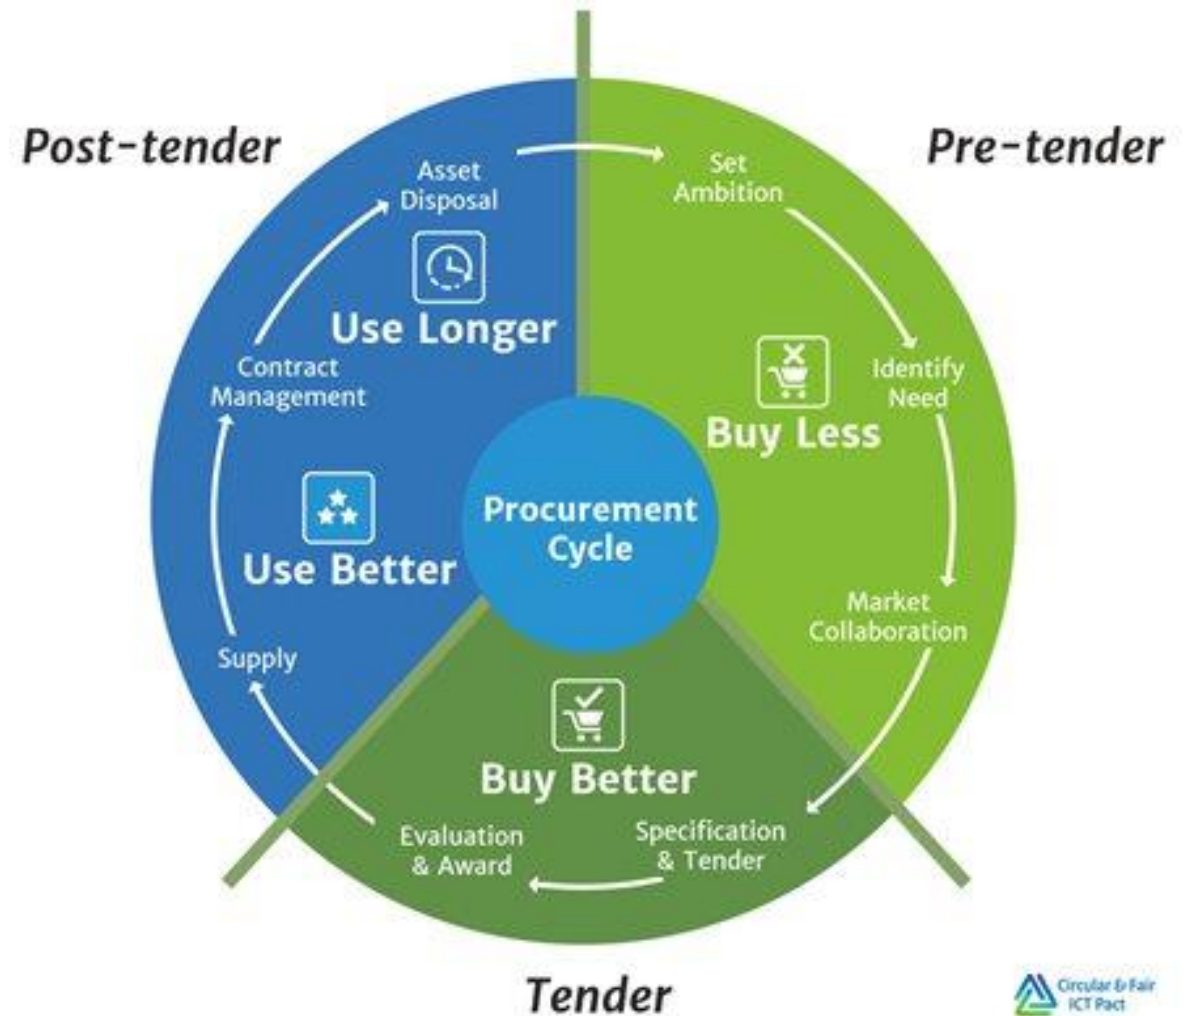 Post-tender
Pre-tender
Asset
Disposal
Set
Ambition
Use Longer
Contract
Management
Identify
Need
Buy Less
Procurement
Cycle
Use Better
Market
Collaboration
Supply
Buy Better
Evaluation
& Award
Specification
& Tender
Tender
Circular & Fair
ICT Pact